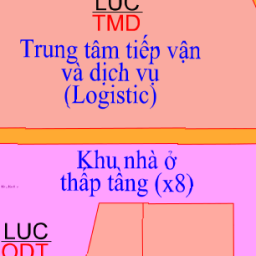 LUC
TMD
Trung tâm tiếp vận
và dịch vụ
(Logistic)
Khu nhà ở
thấp tầng (x8)
LUC
ODT